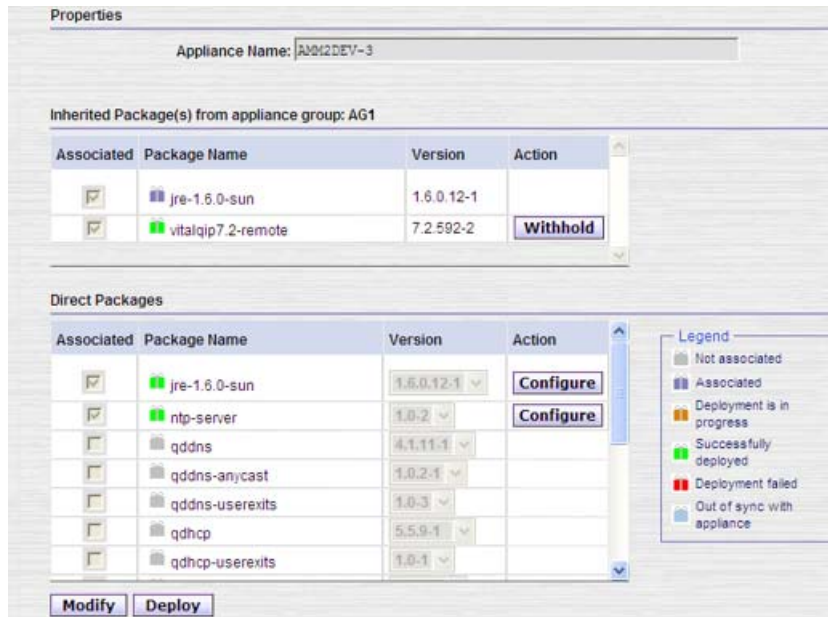 Properties
Appliance Name: AMM2DEV-3
Inherited Package(s) from appliance group: AG1
Associated Package Name Version Action
jre-1.6.0-sun 1.6.0.12-1
vitalqip7.2-remote 7.2.592-2 Withhold
Direct Packages
Associated Package Name Version Action
jre-1.6.0-sun 1.6.0.12-1 Configure
ntp-server 1.0-2 Configure
qddns 4.1.11-1
qddns-anycast 1.0.2-1
qddns-userexits 1.0-3
qdhcp 5.5.9-1
qdhcp-userexits 1.0-1
Legend
Not associated
Associated
Deployment is in
progress
Successfully
deployed
Deployment failed
Out of sync with
appliance
Modify Deploy